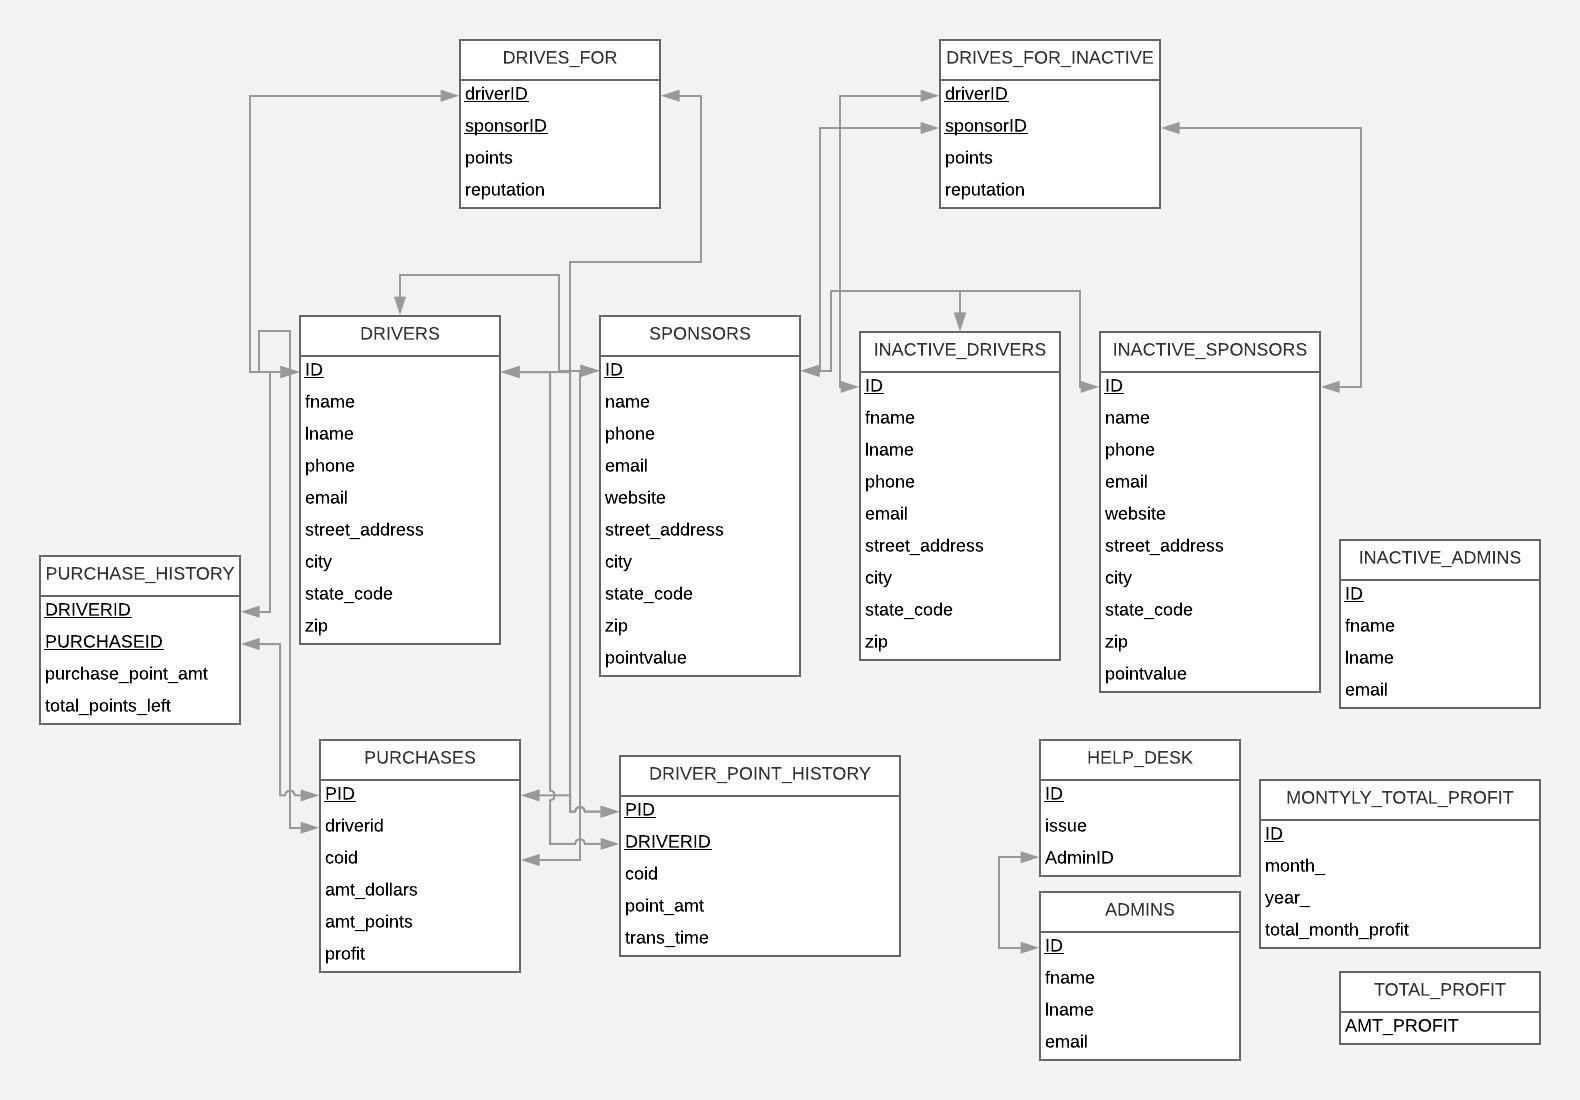 DRIVES_FOR
driverID
sponsorID
points
reputation
DRIVES_FOR_INACTIVE
driverID
sponsorID
points
reputation
DRIVERS
ID
fname
lname
phone
email
street_address
city
state_code
zip
SPONSORS
ID
name
phone
email
website
street_address
city
state_code
zip
pointvalue
INACTIVE_DRIVERS
ID
fname
lname
phone
email
street_address
city
state_code
zip
INACTIVE_SPONSORS
ID
name
phone
email
website
street_address
city
state_code
zip
pointvalue
INACTIVE_ADMINS
ID
fname
lname
email
PURCHASE_HISTORY
DRIVERID
PURCHASEID
purchase_point_amt
total_points_left
PURCHASES
PID
driverid
coid
amt_dollars
amt_points
profit
DRIVER_POINT_HISTORY
PID
DRIVERID
coid
point_amt
trans_time
HELP_DESK
ID
issue
AdminID
ADMINS
ID
fname
lname
email
MONTYLY_TOTAL_PROFIT
ID
month_
year_
total_month_profit
TOTAL_PROFIT
AMT_PROFIT